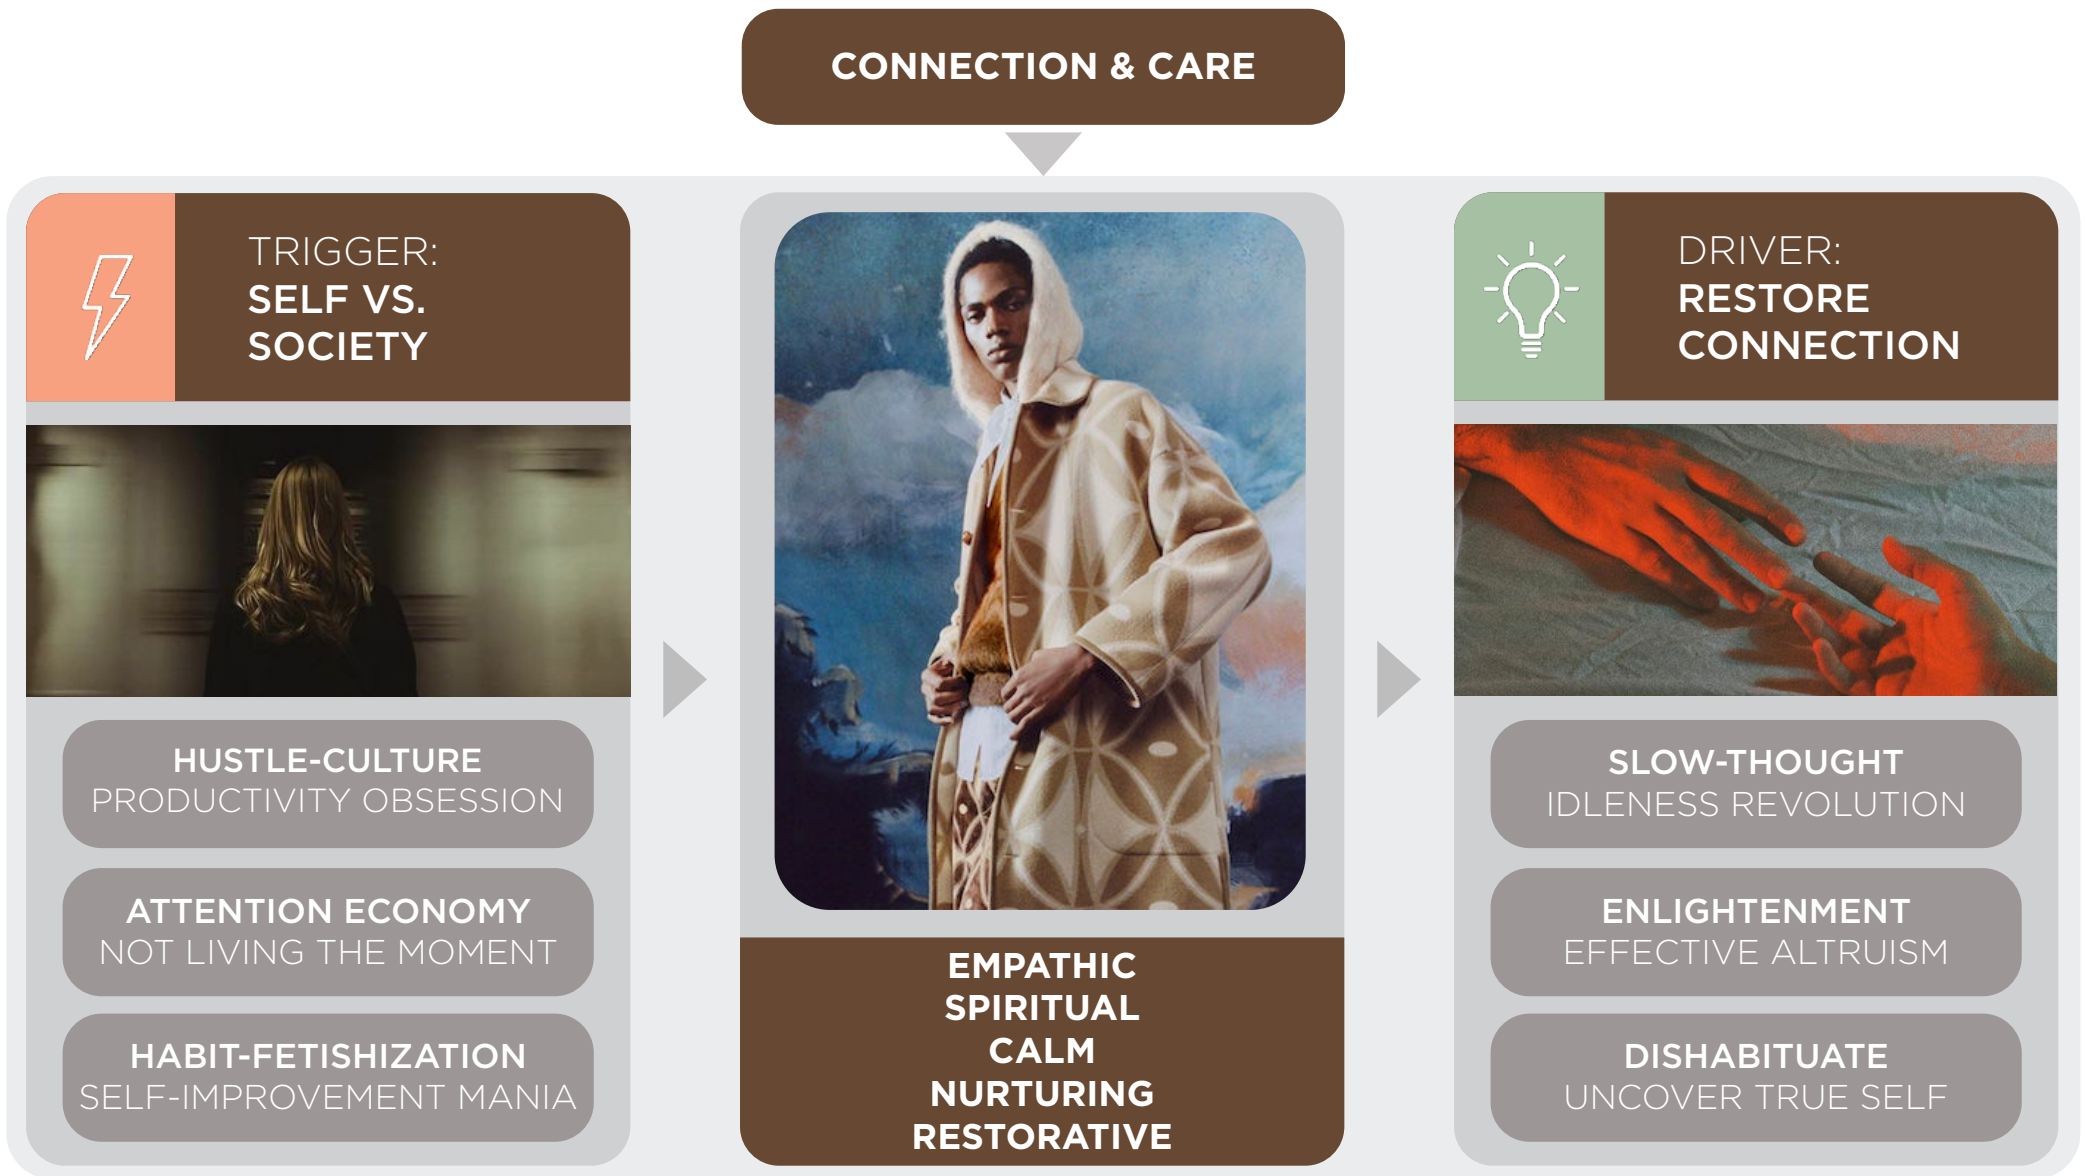 CONNECTION & CARE
TRIGGER:
SELF VS.
SOCIETY
HUSTLE-CULTURE
PRODUCTIVITY OBSESSION
ATTENTION ECONOMY
NOT LIVING THE MOMENT
HABIT-FETISHIZATION
SELF-IMPROVEMENT MANIA
EMPATHIC
SPIRITUAL
CALM
NURTURING
RESTORATIVE
DRIVER:
RESTORE
CONNECTION
SLOW-THOUGHT
IDLENESS REVOLUTION
ENLIGHTENMENT
EFFECTIVE ALTRUISM
DISHABITUATE
UNCOVER TRUE SELF